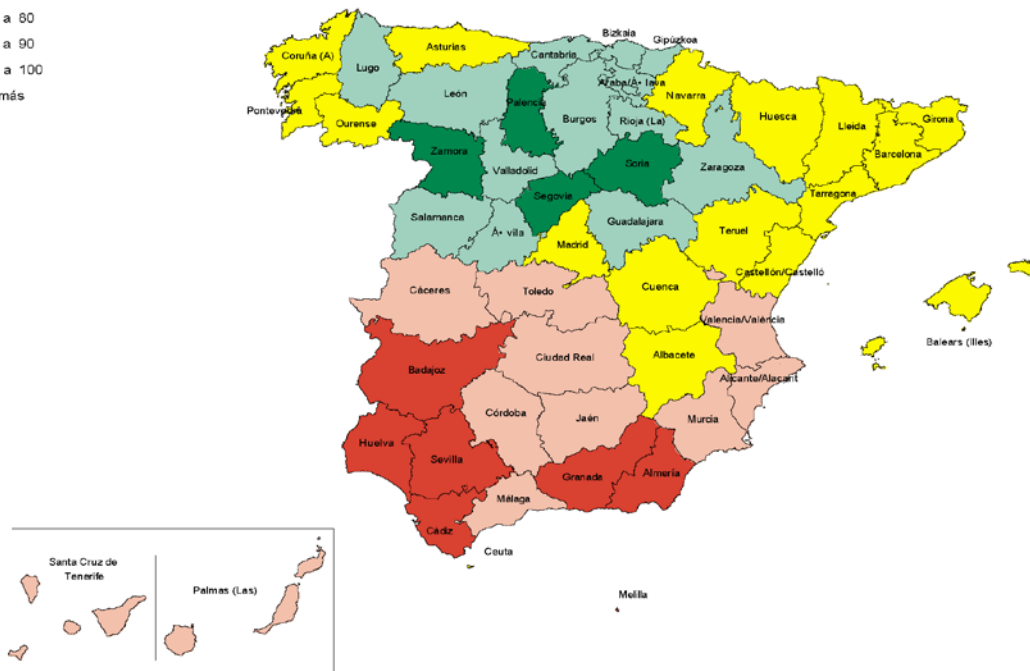 a 80
a 90
a 100
más
Bizkaia
Gipúzkoa
Coruña (A)
Asturias
Cantabria
Lugo
Araba/Á• lava
León
Palencia
Navarra
Pontevedra
Ourense
Burgos
Rioja (La)
Huesca
Lleida
Girona
Barcelona
Zamora
Soria
Zaragoza
Valladolid
Segovia
Tarragona
Salamanca
Guadalajara
Á• vila
Madrid
Teruel
Castellón/Castelló
Cáceres
Toledo
Cuenca
Valencia/València
Balears (Illes)
Badajoz
Ciudad Real
Albacete
Alicante/Alacant
Córdoba
Jaén
Murcia
Huelva
Sevilla
Granada
Almería
Málaga
Cádiz
Ceuta
Santa Cruz de
Tenerife
Palmas (Las)
Melilla